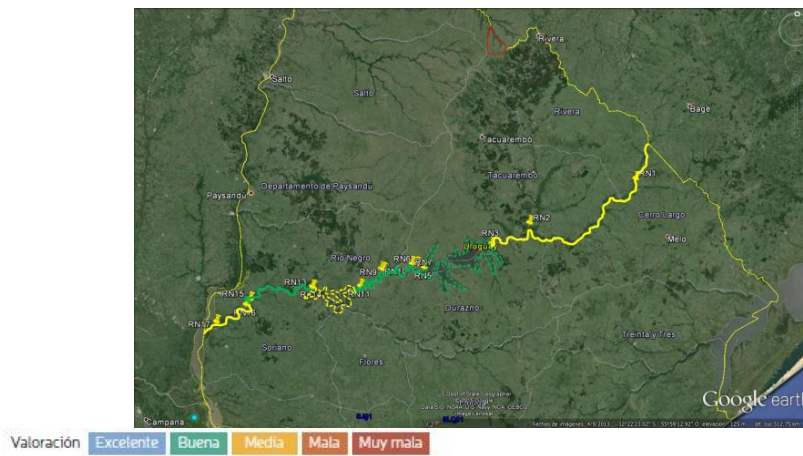 Rivera
Salto
Salto
Rivera
Bagé
Tacuarembó
Tacuarembó
RN1
Paysandú
Departamento de Paysandú
Cerro Largo
RN2
RN3
Melo
Río Negro
RN9
RN5
RN13
RN11
RN15
Durazno
RN17
Soriano
Treinta y Tres
Flores
Google earth
Campana
Valoración Excelente Buena Media Mala Muy mala